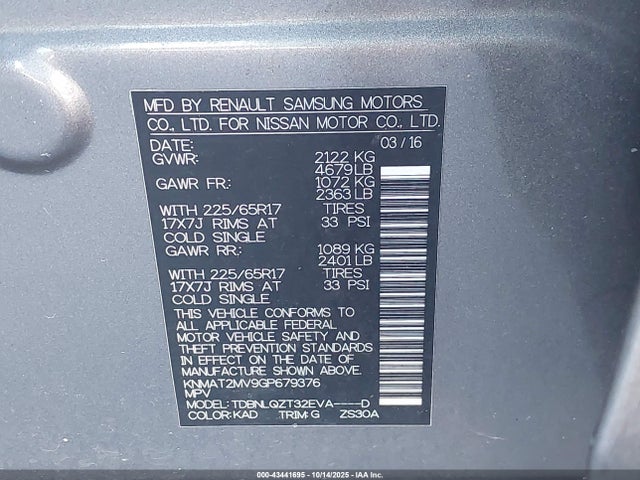 MFD BY RENAULT SAMSUNG MOTORS
CO., LTD. FOR NISSAN MOTOR CO., LTD.
DATE: 03/16
GVWR: 2122 KG
4679 LB
GAWR FR: 1072 KG
2363 LB
WITH 225/65R17 TIRES
17X7J RIMS AT 33 PSI
COLD SINGLE
GAWR RR: 1089 KG
2401 LB
WITH 225/65R17 TIRES
17X7J RIMS AT 33 PSI
COLD SINGLE
THIS VEHICLE CONFORMS TO
ALL APPLICABLE FEDERAL
MOTOR VEHICLE SAFETY AND
THEFT PREVENTION STANDARDS
IN EFFECT ON THE DATE OF
MANUFACTURE SHOWN ABOVE.
KNMAT2MV9GP679376
MPV
MODEL: TDBNLQZT32EVA----D
COLOR: KAD TRIM: G ZS30A
000-43441695 - 10/14/2025 - IAA Inc.